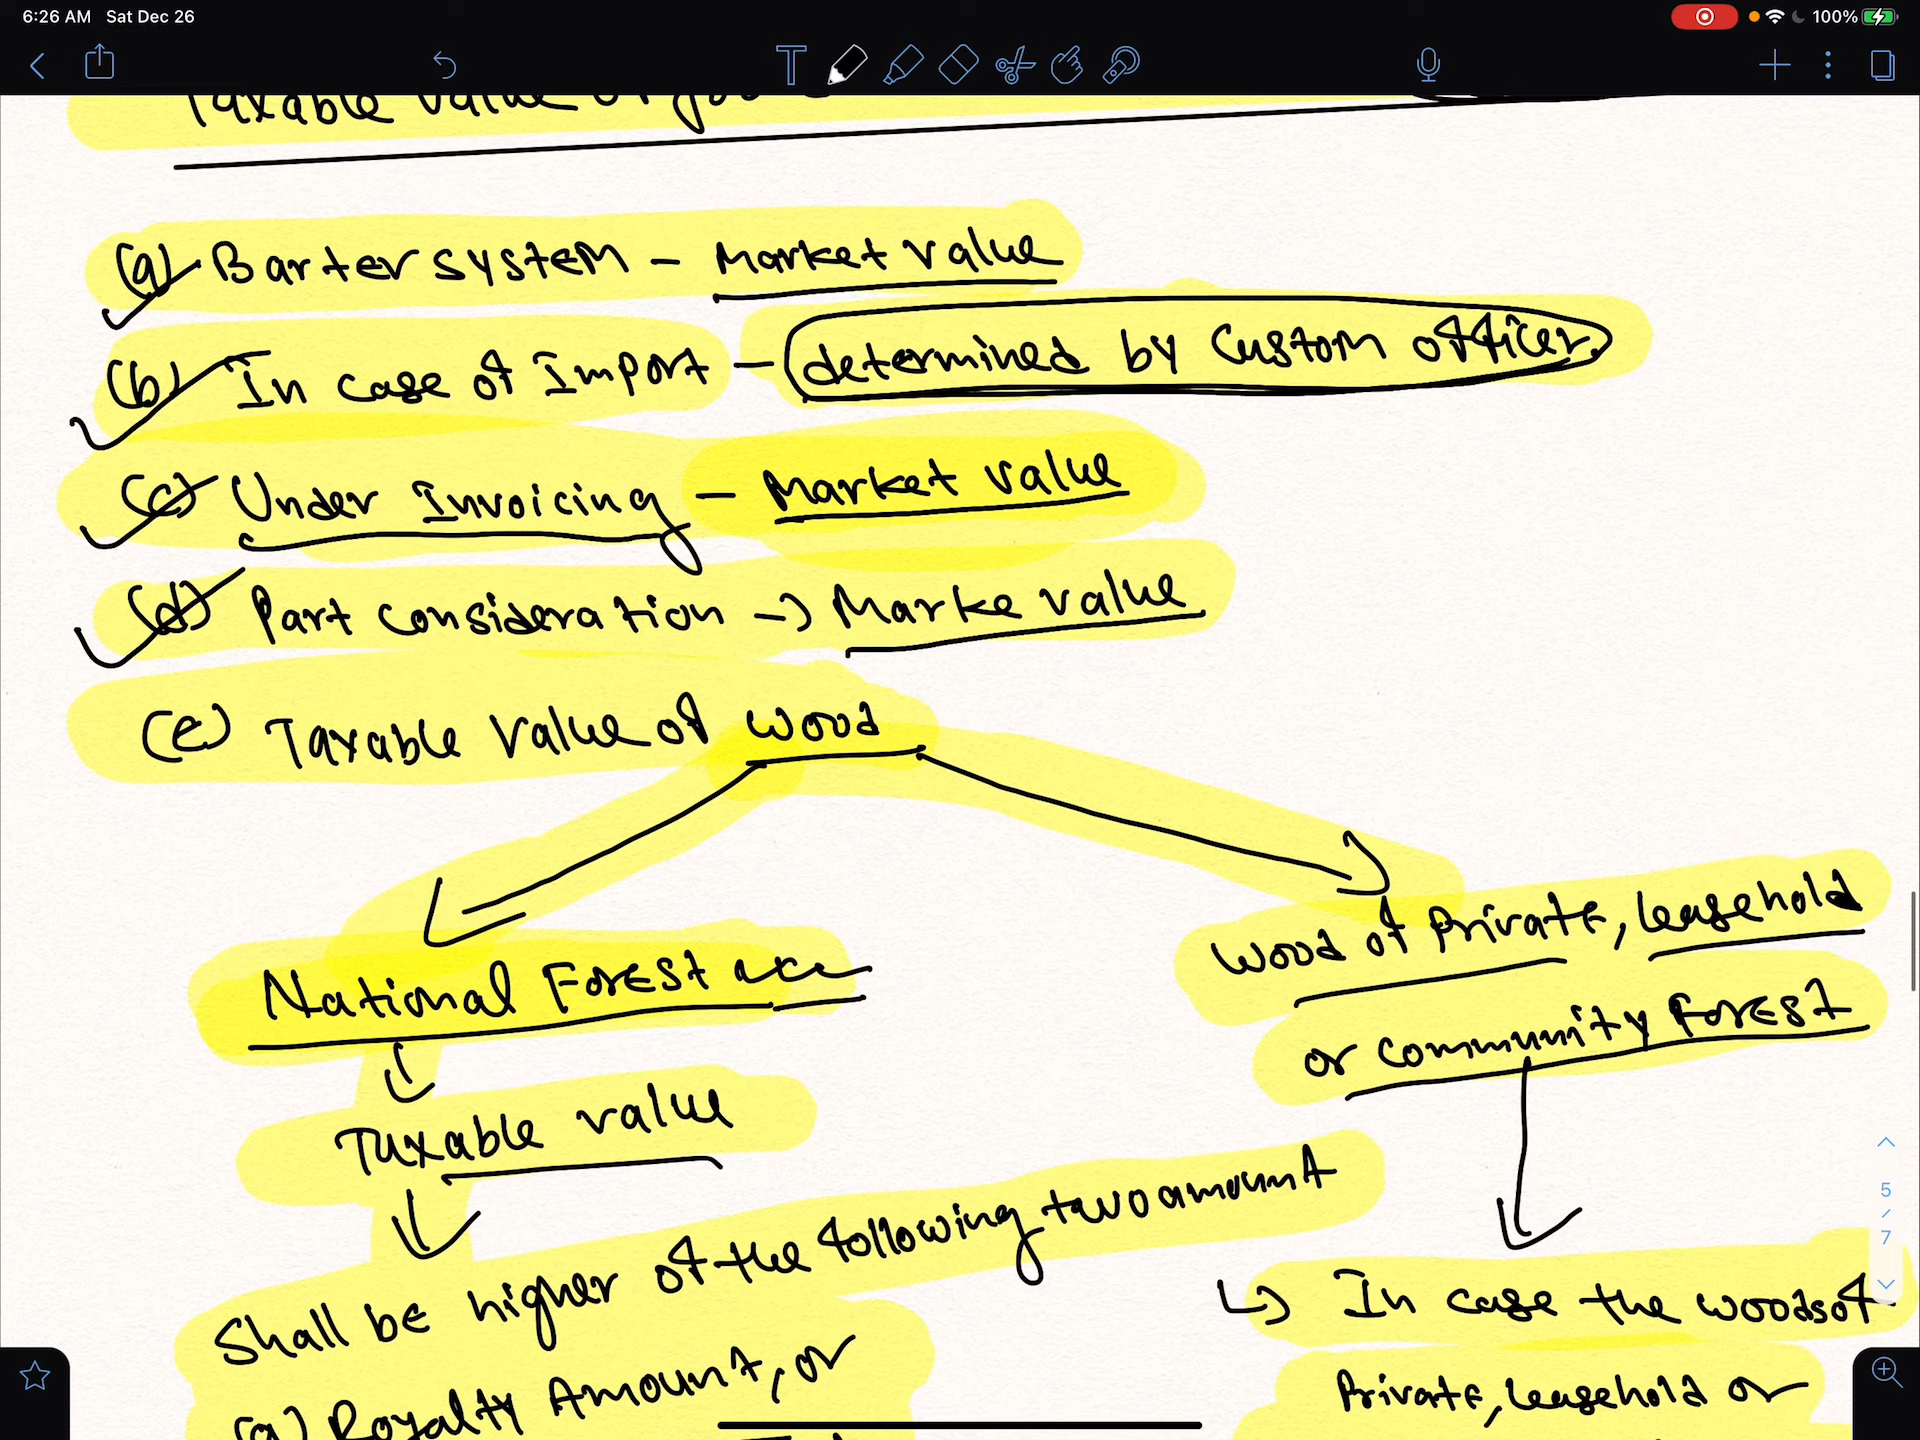 6:26 AM Sat Dec 26
100%
Taxable value of
(a) Barter system - Market value
(b) In case of Import - determined by Custom officer.
(c) Under Invoicing - Market value
(d) Part consideration → Marke value
(e) Taxable Value of wood
National Forest
Taxable value
Shall be higher of the following two amount
(a) Royalty Amount, or
Wood of Private, leasehold
or community Forest
↳ In case the woods of
Private, leasehold or
5
/
7